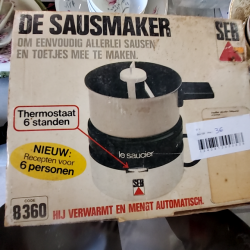 DE SAUSMAKER
OM EENVOUDIG ALLERLEI SAUSEN
EN TOETJES MEE TE MAKEN.
SEB
Thermostaat
6 standen
le saucier
SEB
NIEUW:
Recepten voor
6 personen
CODE
8360
HIJ VERWARMT EN MENGT AUTOMATISCH.